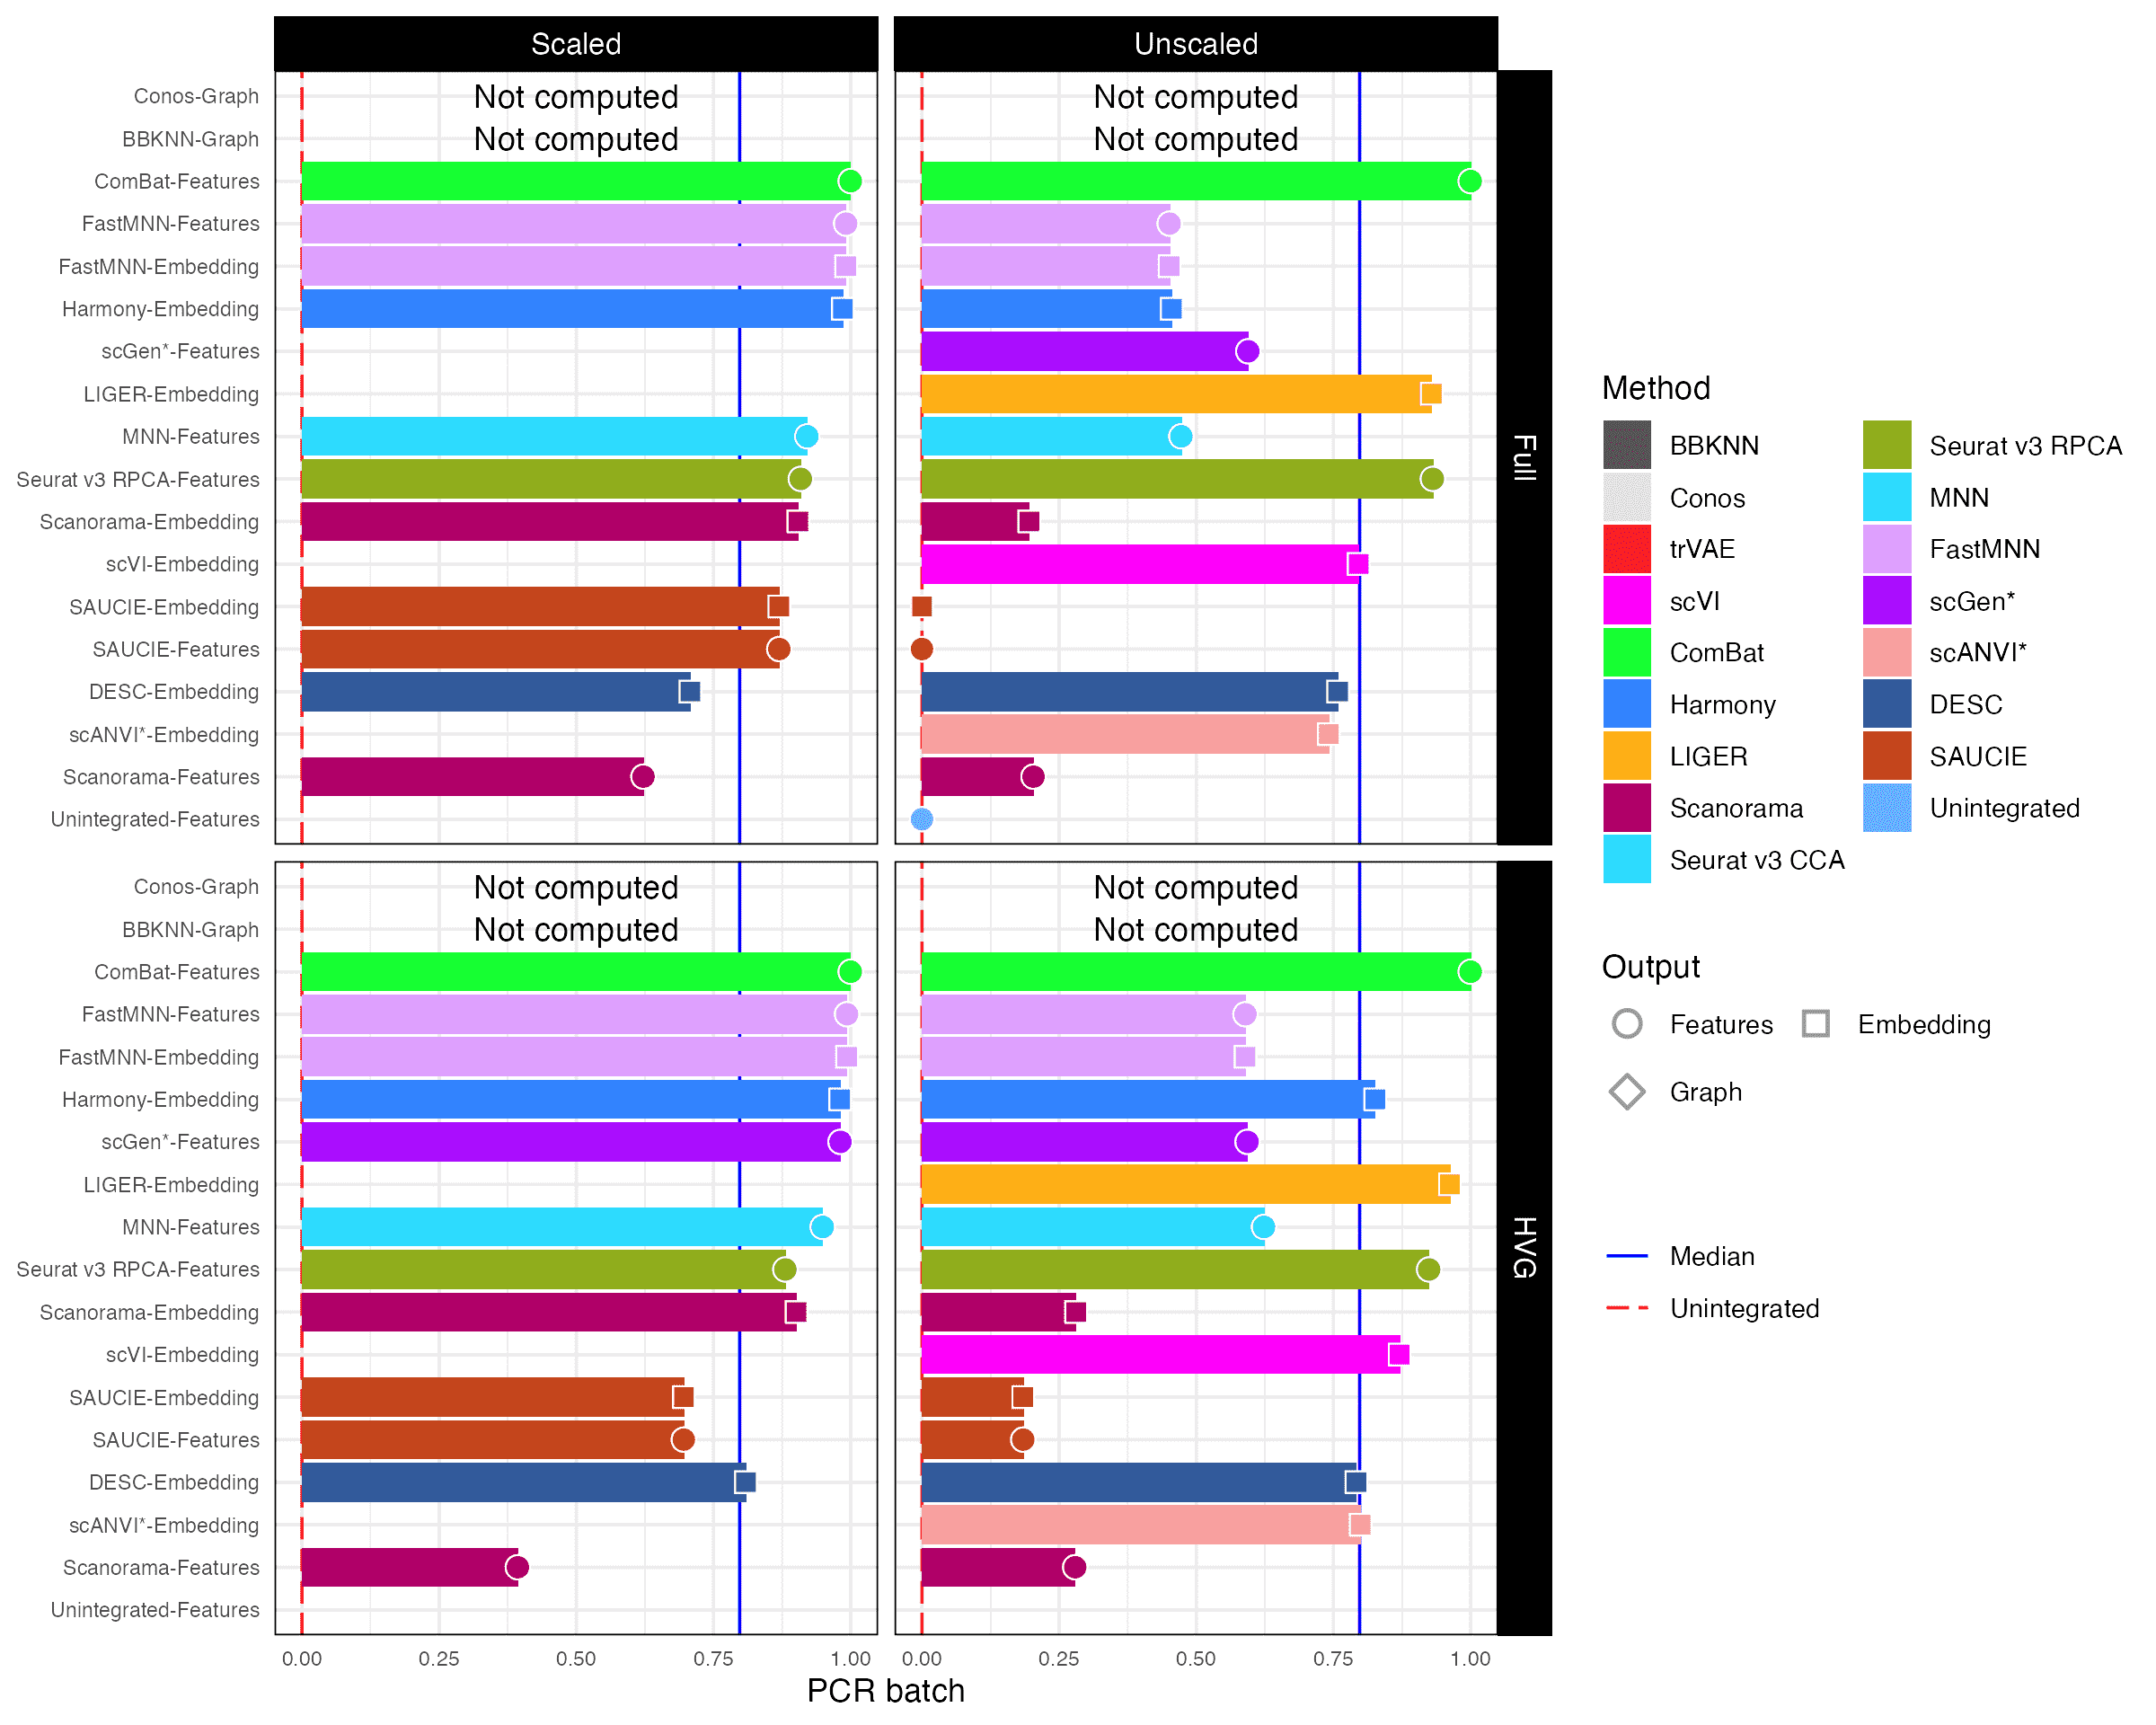 Scaled
Unscaled
Conos-Graph
Not computed
Not computed
BBKNN-Graph
Not computed
Not computed
ComBat-Features
FastMNN-Features
FastMNN-Embedding
Harmony-Embedding
scGen*-Features
LIGER-Embedding
MNN-Features
Seurat v3 RPCA-Features
Scanorama-Embedding
scVI-Embedding
SAUCIE-Embedding
SAUCIE-Features
DESC-Embedding
scANVI*-Embedding
Scanorama-Features
Unintegrated-Features
Full
Conos-Graph
Not computed
Not computed
BBKNN-Graph
Not computed
Not computed
ComBat-Features
FastMNN-Features
FastMNN-Embedding
Harmony-Embedding
scGen*-Features
LIGER-Embedding
MNN-Features
Seurat v3 RPCA-Features
Scanorama-Embedding
scVI-Embedding
SAUCIE-Embedding
SAUCIE-Features
DESC-Embedding
scANVI*-Embedding
Scanorama-Features
Unintegrated-Features
HVG
0.00 0.25 0.50 0.75 1.00
0.00 0.25 0.50 0.75 1.00
PCR batch
Method
BBKNN
Conos
trVAE
scVI
ComBat
Harmony
LIGER
Scanorama
Seurat v3 CCA
Seurat v3 RPCA
MNN
FastMNN
scGen*
scANVI*
DESC
SAUCIE
Unintegrated
Output
Features
Embedding
Graph
Median
Unintegrated